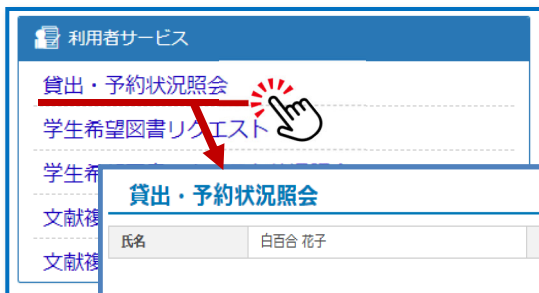 利用者サービス
貸出・予約状況照会
学生希望図書リクエスト
学生希
文献複
文献複
貸出・予約状況照会
氏名
白百合 花子